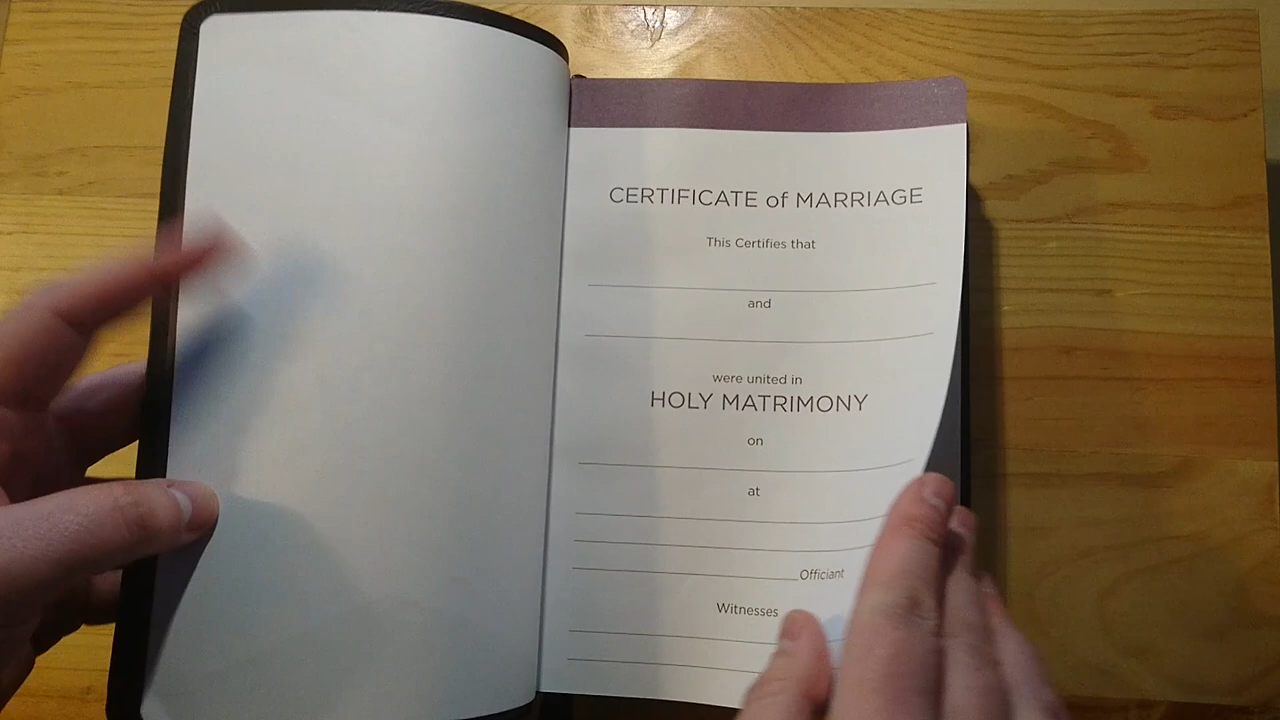 CERTIFICATE of MARRIAGE
This Certifies that
and
were united in
HOLY MATRIMONY
on
at
Officiant
Witnesses